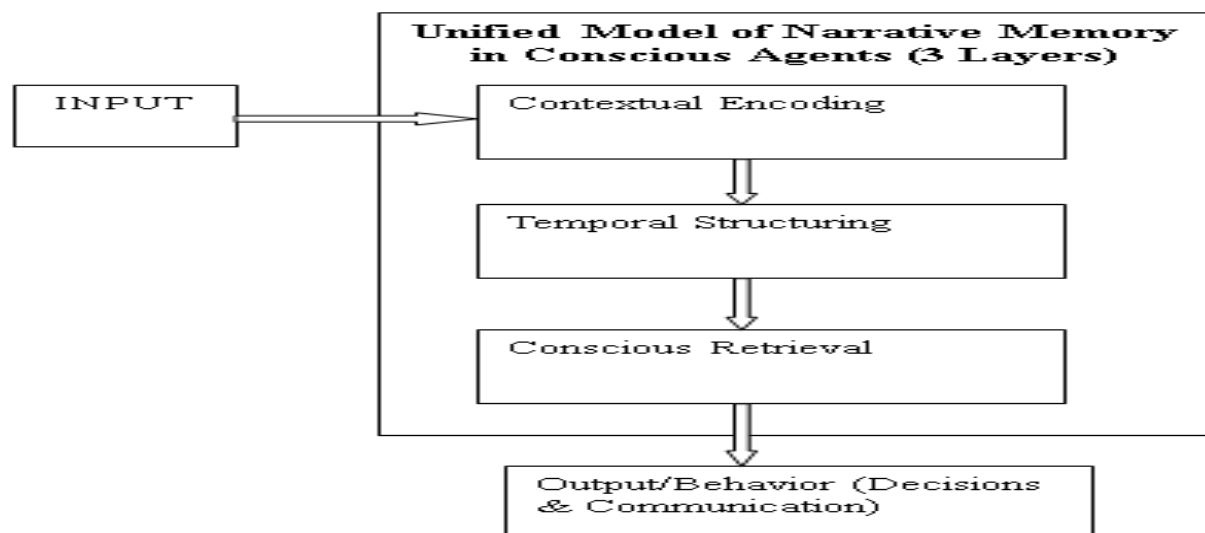 Unified Model of Narrative Memory
in Conscious Agents (3 Layers)
INPUT
Contextual Encoding
Temporal Structuring
Conscious Retrieval
Output/Behavior (Decisions
& Communication)